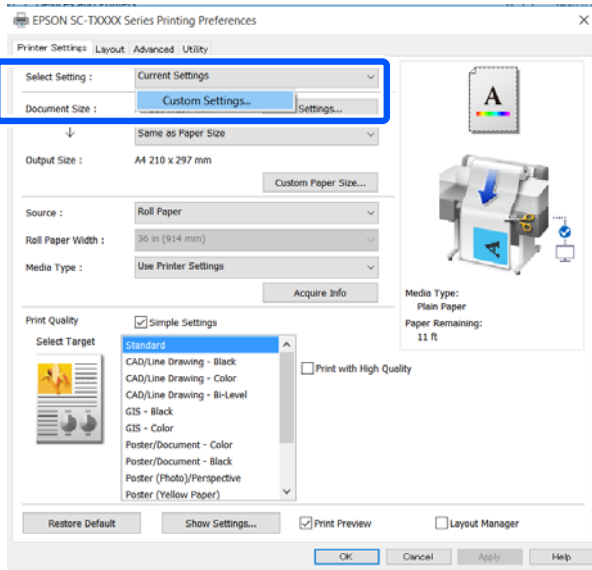 EPSON SC-TXXXX Series Printing Preferences
Printer Settings Layout Advanced Utility
Select Setting : Current Settings
Custom Settings...
Document Size : Settings...
Same as Paper Size
Output Size : A4 210 x 297 mm
Custom Paper Size...
Source : Roll Paper
Roll Paper Width : 36 in (914 mm)
Media Type : Use Printer Settings
Acquire Info
A
A
Media Type:
Plain Paper
Paper Remaining:
11 ft
Print Quality Simple Settings
Select Target
Standard
CAD/Line Drawing - Black
CAD/Line Drawing - Color
CAD/Line Drawing - Bi-Level
GIS - Black
GIS - Color
Poster/Document - Color
Poster/Document - Black
Poster (Photo)/Perspective
Poster (Yellow Paper)
Print with High Quality
Restore Default Show Settings... Print Preview Layout Manager
OK Cancel Apply Help